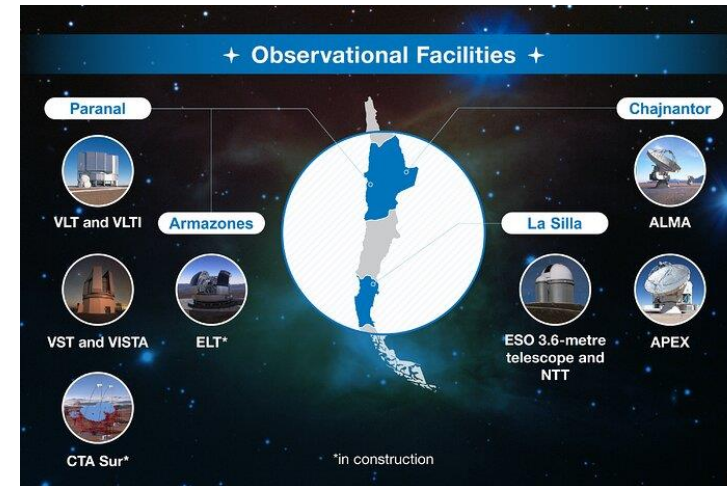 Observational Facilities
Paranal
Chajnantor
VLT and VLTI
Armazones
La Silla
ALMA
VST and VISTA
ELT*
ESO 3.6-metre
telescope and
NTT
APEX
CTA Sur*
*in construction